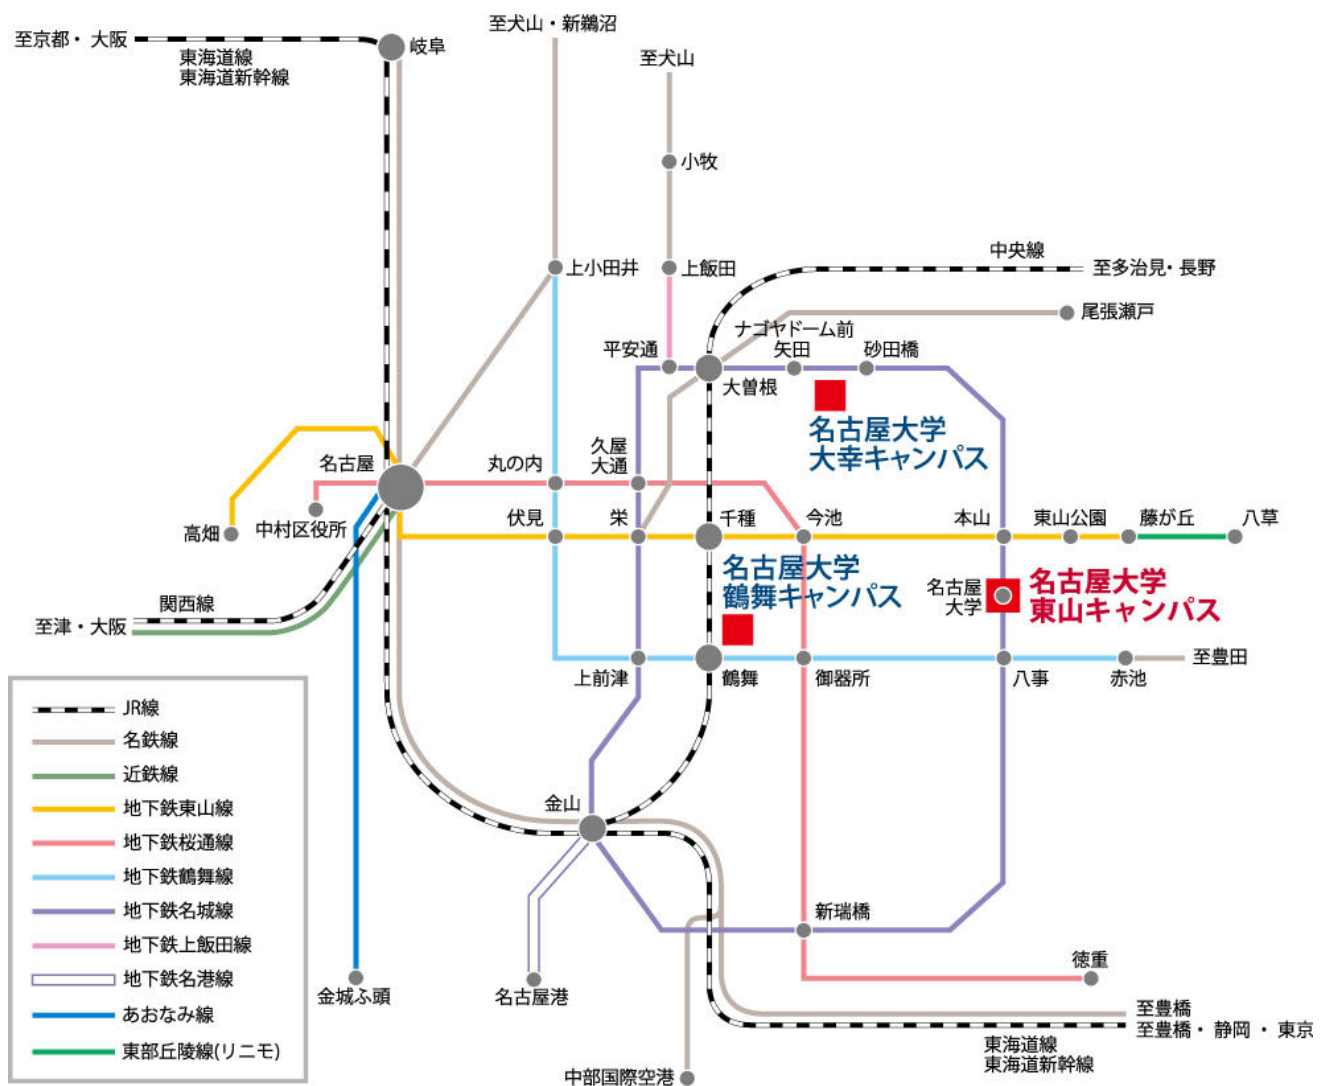 至犬山・新鵜沼
至京都・ 大阪
岐阜
東海道線
東海道新幹線
至犬山
小牧
中央線
上小田井
上飯田
至多治見・長野
尾張瀬戸
ナゴヤドーム前
矢田
砂田橋
平安通
大曽根
名古屋大学
大幸キャンパス
久屋
大通
名古屋
丸の内
中村区役所
高畑
伏見
栄
千種
今池
本山
東山公園
藤が丘
八草
名古屋大学
鶴舞キャンパス
名古屋
大学
名古屋大学
東山キャンパス
関西線
至津・大阪
上前津
鶴舞
御器所
八事
赤池
至豊田
JR線
名鉄線
近鉄線
地下鉄東山線
地下鉄桜通線
地下鉄鶴舞線
地下鉄名城線
地下鉄上飯田線
地下鉄名港線
あおなみ線
東部丘陵線(リニモ)
金山
新瑞橋
徳重
金城ふ頭
名古屋港
至豊橋
至豊橋・静岡 ・東京
東海道線
東海道新幹線
中部国際空港